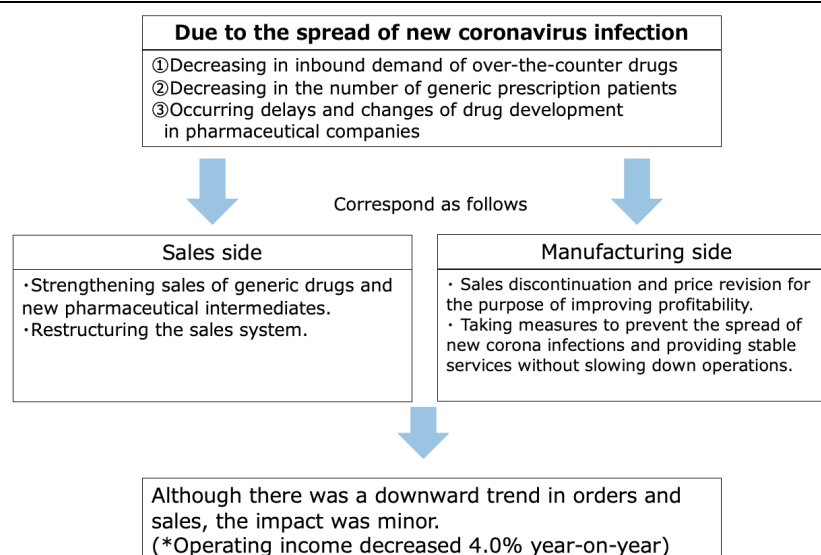 Due to the spread of new coronavirus infection
①Decreasing in inbound demand of over-the-counter drugs
②Decreasing in the number of generic prescription patients
③Occurring delays and changes of drug development
in pharmaceutical companies
Correspond as follows
Sales side
・Strengthening sales of generic drugs and
new pharmaceutical intermediates.
・Restructuring the sales system.
Manufacturing side
・Sales discontinuation and price revision for
the purpose of improving profitability.
・Taking measures to prevent the spread of
new corona infections and providing stable
services without slowing down operations.
Although there was a downward trend in orders and
sales, the impact was minor.
(*Operating income decreased 4.0% year-on-year)